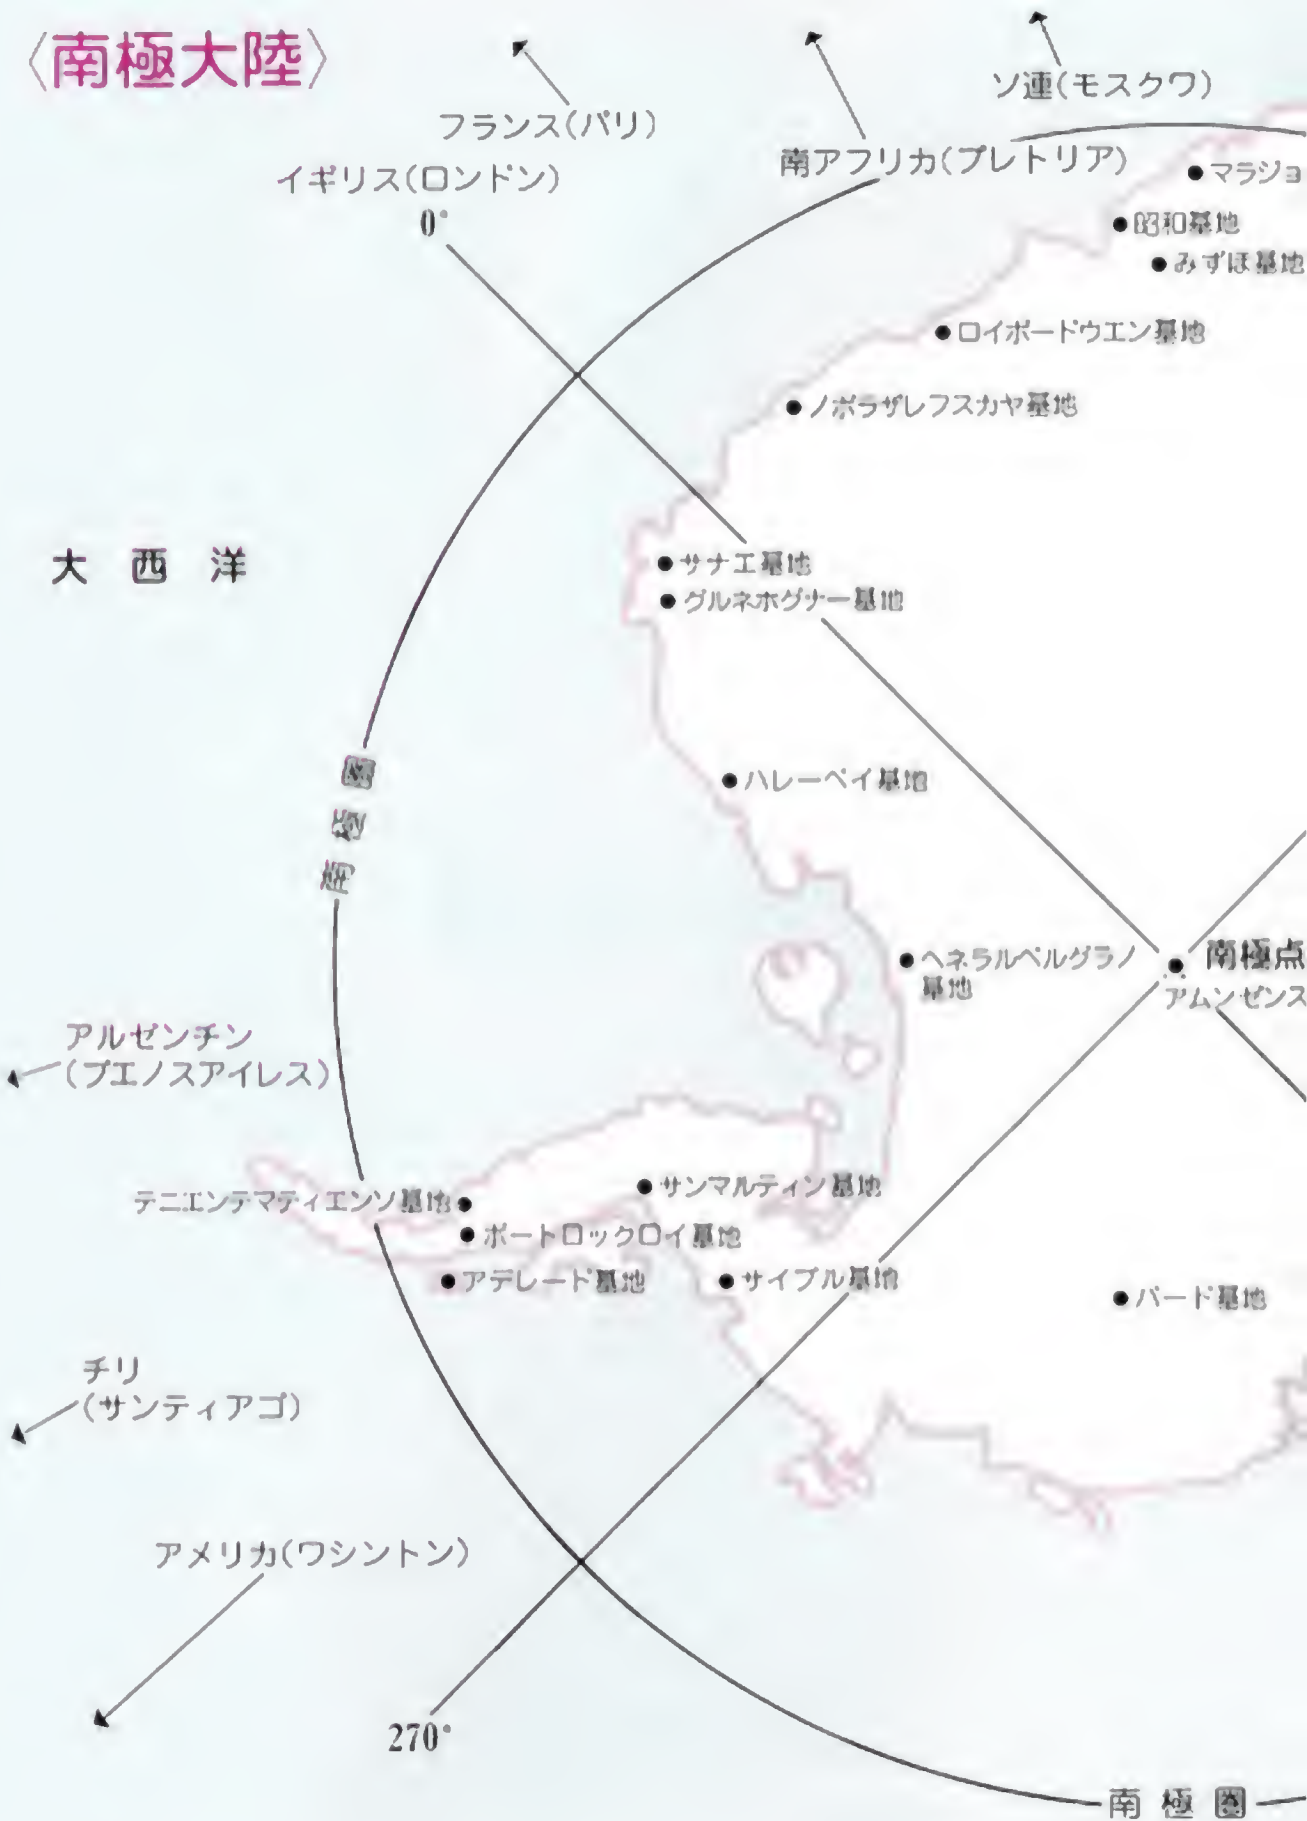 〈南極大陸〉
ソ連(モスクワ)
フランス(パリ)
南アフリカ(プレトリア)
イギリス(ロンドン)
マラジョ
0°
昭和基地
みずほ基地
ロイボードウエン基地
ノボラザレフスカヤ基地
大西洋
サナエ基地
グルネホグナー基地
南極圏
ハレーベイ基地
ヘネラルベルグラノ
基地
南極点
アムンゼンス
アルゼンチン
(ブエノスアイレス)
テニエンテマティエンソ基地
サンマルティン基地
ポートロックロイ基地
アデレード基地
サイプル基地
バード基地
チリ
(サンティアゴ)
アメリカ(ワシントン)
270°
南極圏